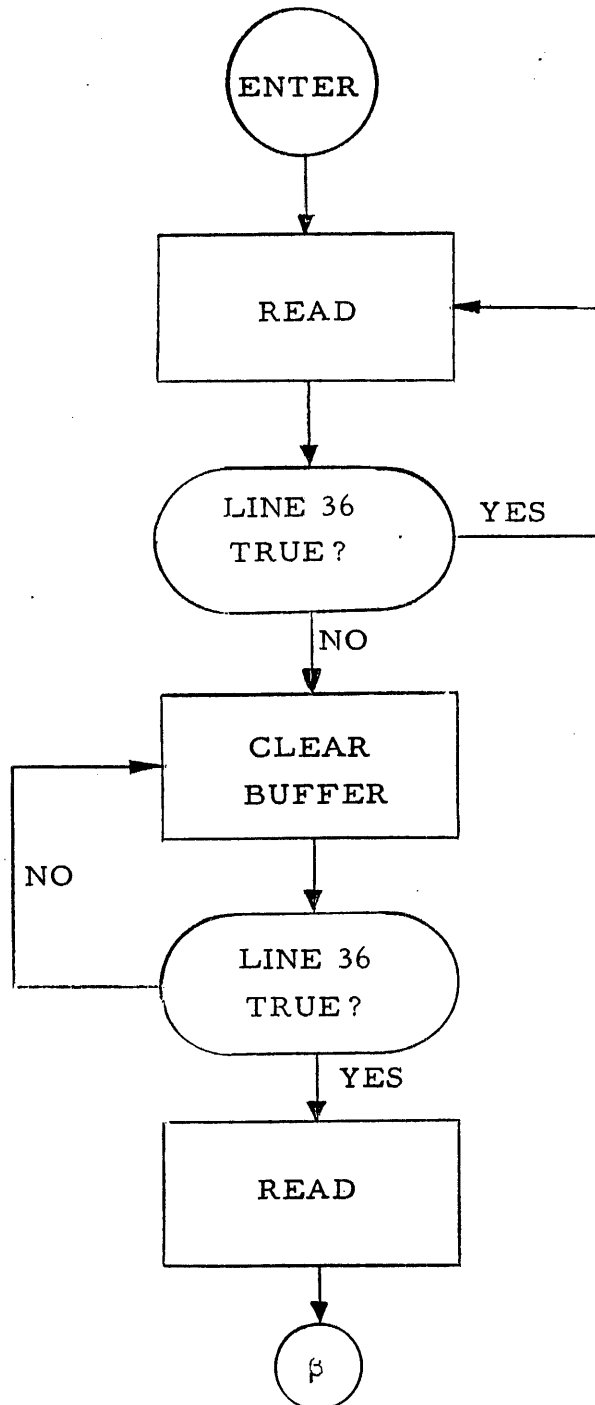 ENTER
READ
LINE 36
TRUE?
YES
NO
CLEAR
BUFFER
NO
LINE 36
TRUE?
YES
READ
β